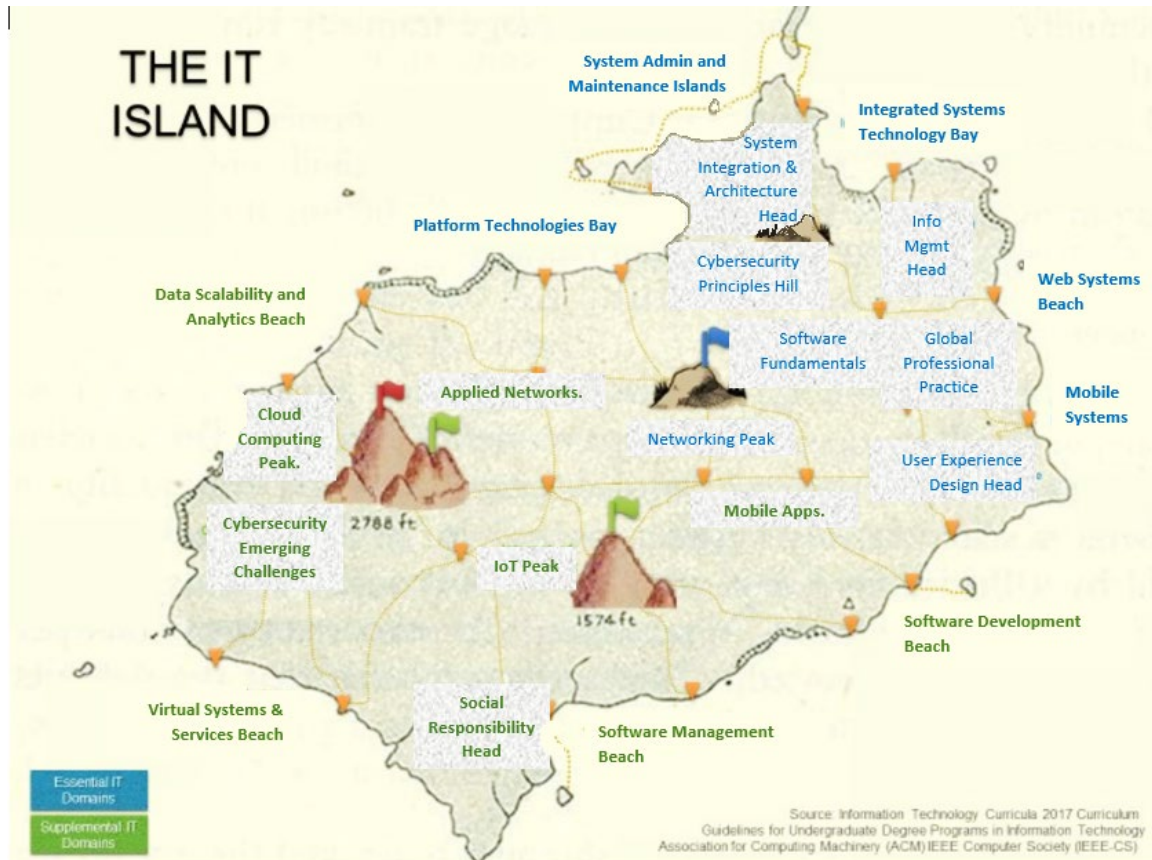 THE IT
ISLAND
System Admin and
Maintenance Islands
Integrated Systems
Technology Bay
System
Integration &
Architecture
Head
Platform Technologies Bay
Info
Mgmt
Head
Cybersecurity
Principles Hill
Web Systems
Beach
Data Scalability and
Analytics Beach
Software
Fundamentals
Global
Professional
Practice
Applied Networks.
Mobile
Systems
Cloud
Computing
Peak.
Networking Peak
User Experience
Design Head
2788 ft
Mobile Apps.
Cybersecurity
Emerging
Challenges
IoT Peak
1574 ft
Software Development
Beach
Virtual Systems &
Services Beach
Social
Responsibility
Head
Software Management
Beach
Essential IT
Domains
Supplemental IT
Domains
Source: Information Technology Curricula 2017 Curriculum
Guidelines for Undergraduate Degree Programs in Information Technology
Association for Computing Machinery (ACM) IEEE Computer Society (IEEE-CS)